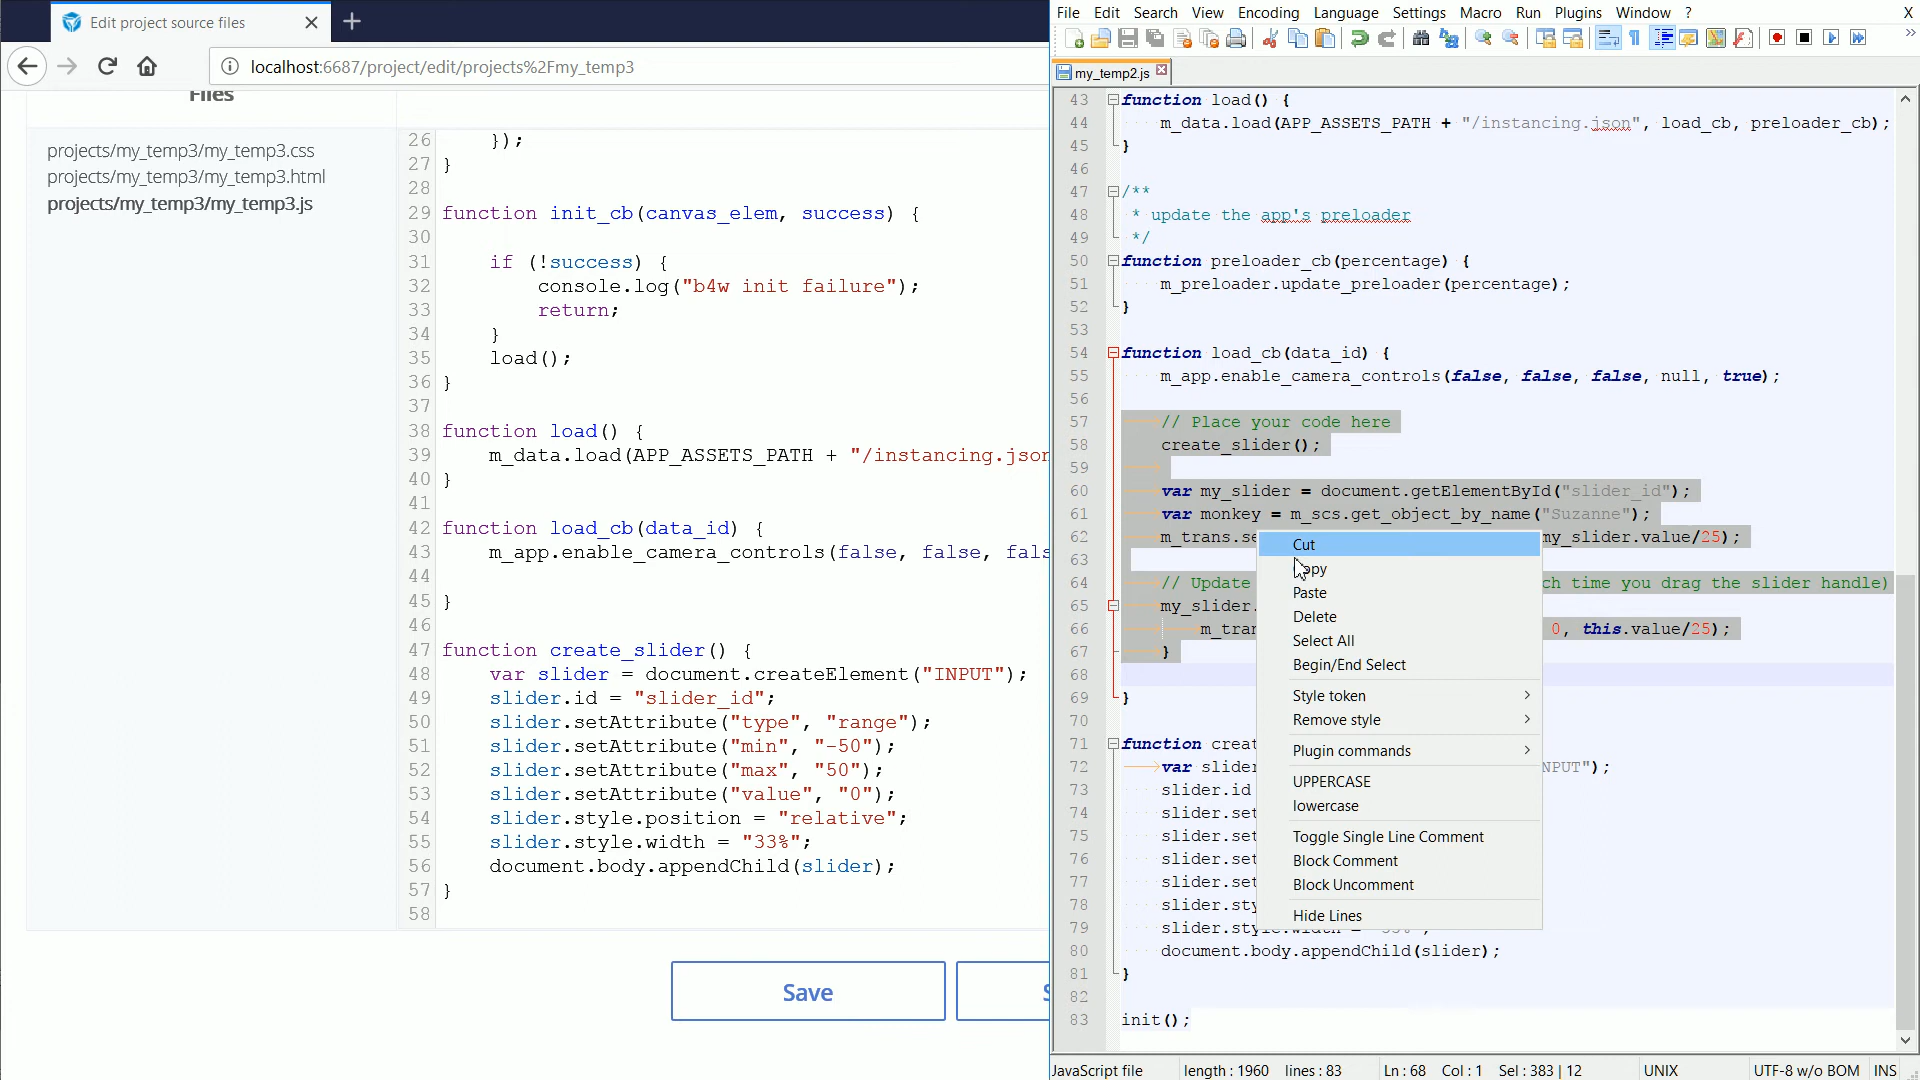 Edit project source files
localhost:6687/project/edit/projects%2Fmy_temp3
Files
projects/my_temp3/my_temp3.css
projects/my_temp3/my_temp3.html
projects/my_temp3/my_temp3.js
26 });
27 }
28
29 function init_cb(canvas_elem, success) {
30
31 if (!success) {
32 console.log("b4w init failure");
33 return;
34 }
35 load();
36 }
37
38 function load() {
39 m_data.load(APP_ASSETS_PATH + "/instancing.json
40 }
41
42 function load_cb(data_id) {
43 m_app.enable_camera_controls(false, false, fals
44
45 }
46
47 function create_slider() {
48 var slider = document.createElement("INPUT");
49 slider.id = "slider_id";
50 slider.setAttribute("type", "range");
51 slider.setAttribute("min", "-50");
52 slider.setAttribute("max", "50");
53 slider.setAttribute("value", "0");
54 slider.style.position = "relative";
55 slider.style.width = "33%";
56 document.body.appendChild(slider);
57 }
58
Save
File Edit Search View Encoding Language Settings Macro Run Plugins Window ? X
my_temp2.js
43 function load() {
44 m_data.load(APP_ASSETS_PATH + "/instancing.json", load_cb, preloader_cb);
45 }
46
47 /**
48 * update the app's preloader
49 */
50 function preloader_cb(percentage) {
51 m_preloader.update_preloader(percentage);
52 }
53
54 function load_cb(data_id) {
55 m_app.enable_camera_controls(false, false, false, null, true);
56
57 // Place your code here
58 create_slider();
59
60 var my_slider = document.getElementById("slider_id");
61 var monkey = m_scs.get_object_by_name("Suzanne");
62 m_trans.se my_slider.value/25);
63
64 // Update ch time you drag the slider handle)
65 my_slider.
66 m_tran 0, this.value/25);
67 }
68
69 }
70
71 function crea
72 var slider NPUT");
73 slider.id
74 slider.set
75 slider.set
76 slider.set
77 slider.set
78 slider.sty
79 slider.style.width = "33%";
80 document.body.appendChild(slider);
81 }
82
83 init();
Cut
Copy
Paste
Delete
Select All
Begin/End Select
Style token
Remove style
Plugin commands
UPPERCASE
lowercase
Toggle Single Line Comment
Block Comment
Block Uncomment
Hide Lines
JavaScript file length : 1960 lines : 83 Ln : 68 Col : 1 Sel : 383 | 12 UNIX UTF-8 w/o BOM INS